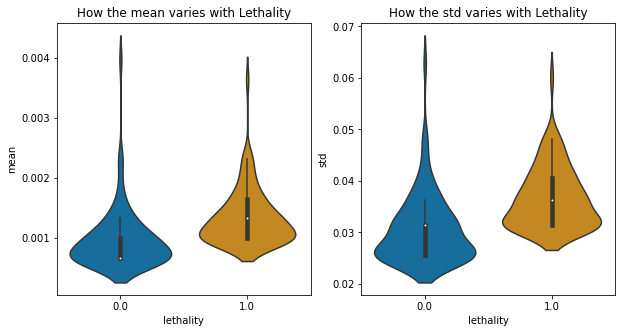 How the mean varies with Lethality
0.004
0.003
0.002
0.001
mean
0.0
1.0
lethality
How the std varies with Lethality
0.07
0.06
0.05
0.04
0.03
0.02
std
0.0
1.0
lethality